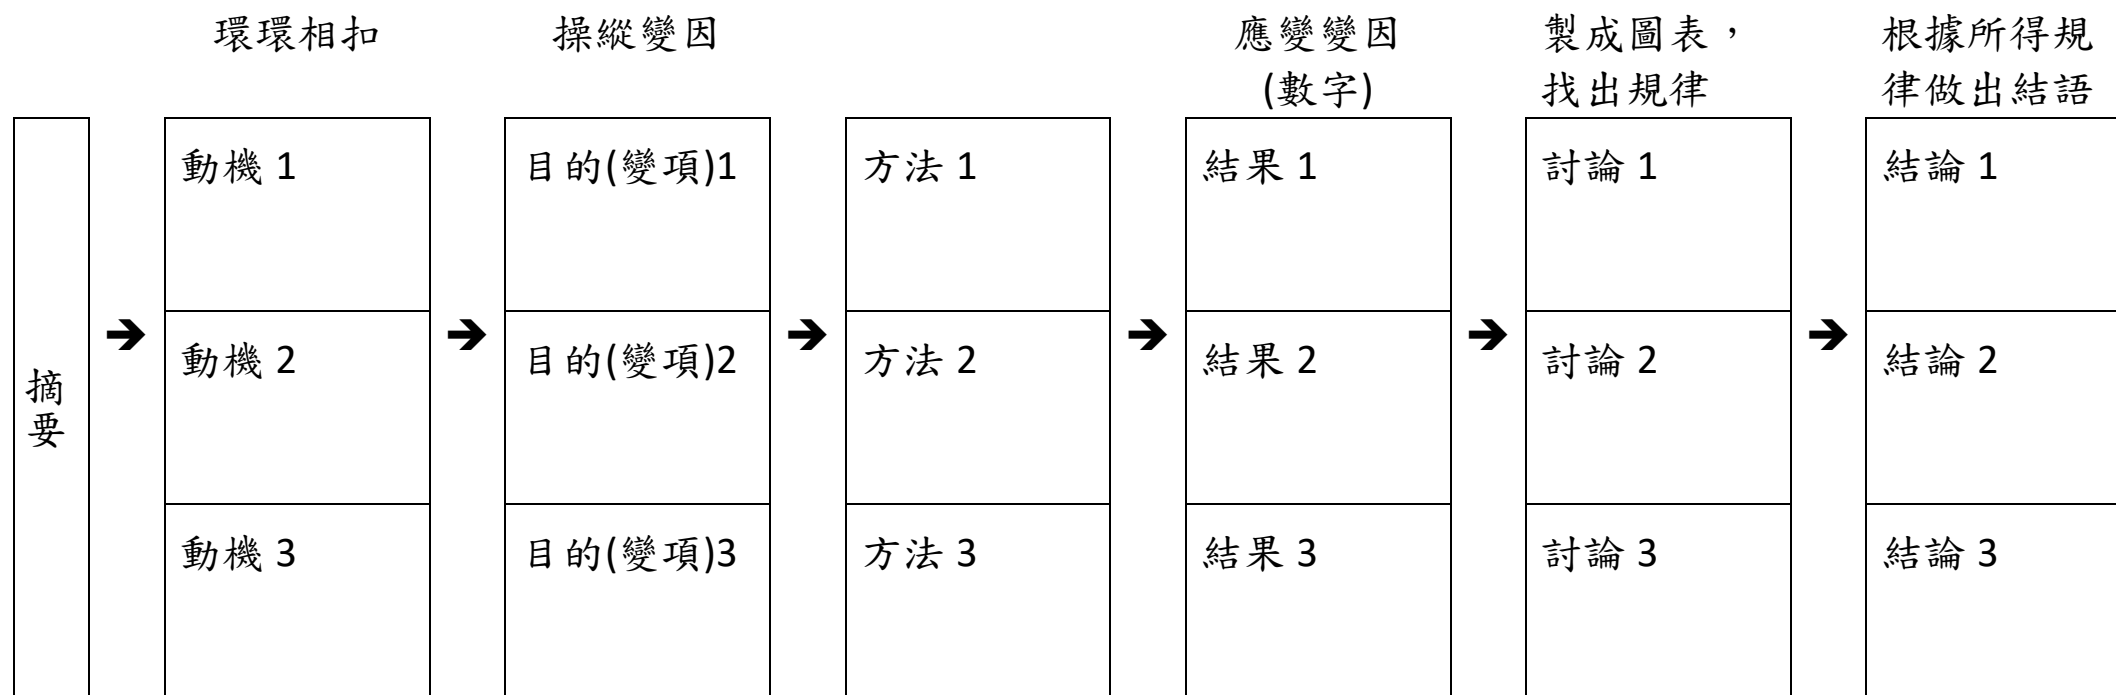 環環相扣
操縱變因
應變變因
(數字)
製成圖表，
找出規律
根據所得規
律做出結語
摘
要
➔
動機 1
動機 2
動機 3
➔
目的(變項)1
目的(變項)2
目的(變項)3
➔
方法 1
方法 2
方法 3
➔
結果 1
結果 2
結果 3
➔
討論 1
討論 2
討論 3
➔
結論 1
結論 2
結論 3